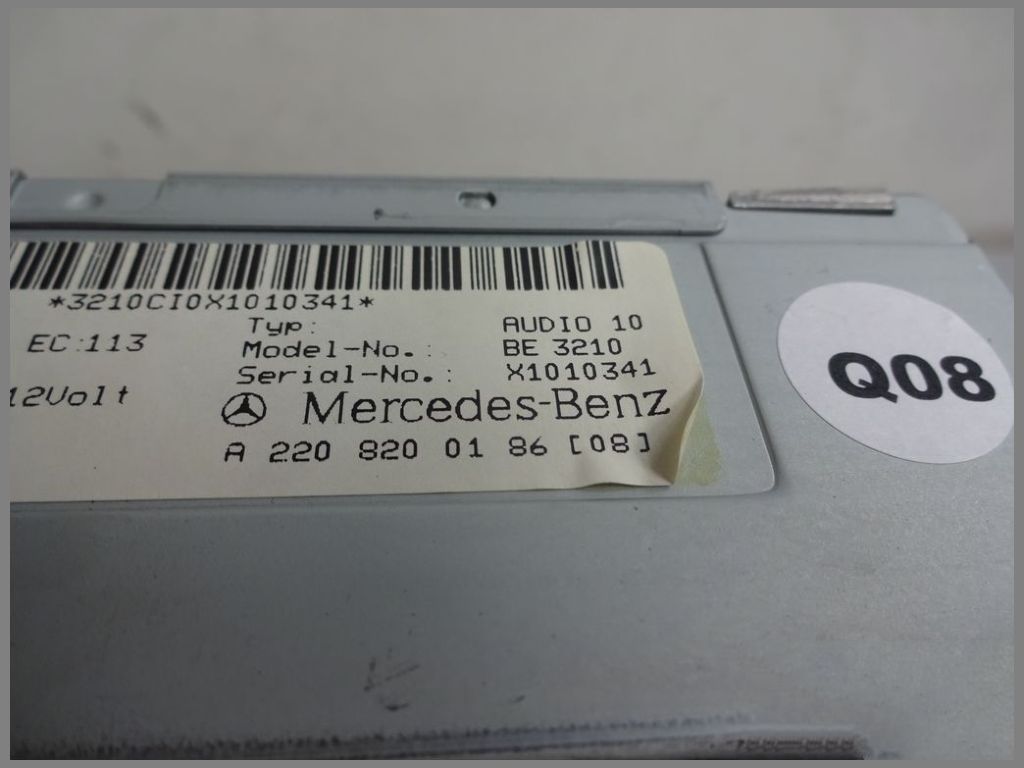 *3210CI0X1010341*
Typ:
AUDIO 10
EC:113
Model-No.:
BE 3210
Serial-No.:
X1010341
12Volt
Mercedes-Benz
A 220 820 01 86 [08]
Q08